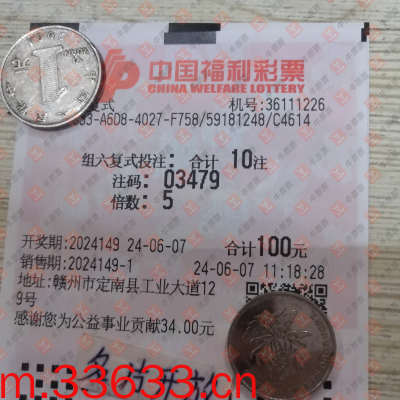 中国福利彩票
CHINA WELFARE LOTTERY
式 机号:36111226
-A6D8-4027-F758/59181248/C4614
组六复式投注: 合计 10注
注码: 03479
倍数: 5
开奖期:2024149 24-06-07 合计100元
销售期:2024149-1 24-06-07 11:18:28
地址:赣州市定南县工业大道12
9号
感谢您为公益事业贡献34.00元
m.33633.cn